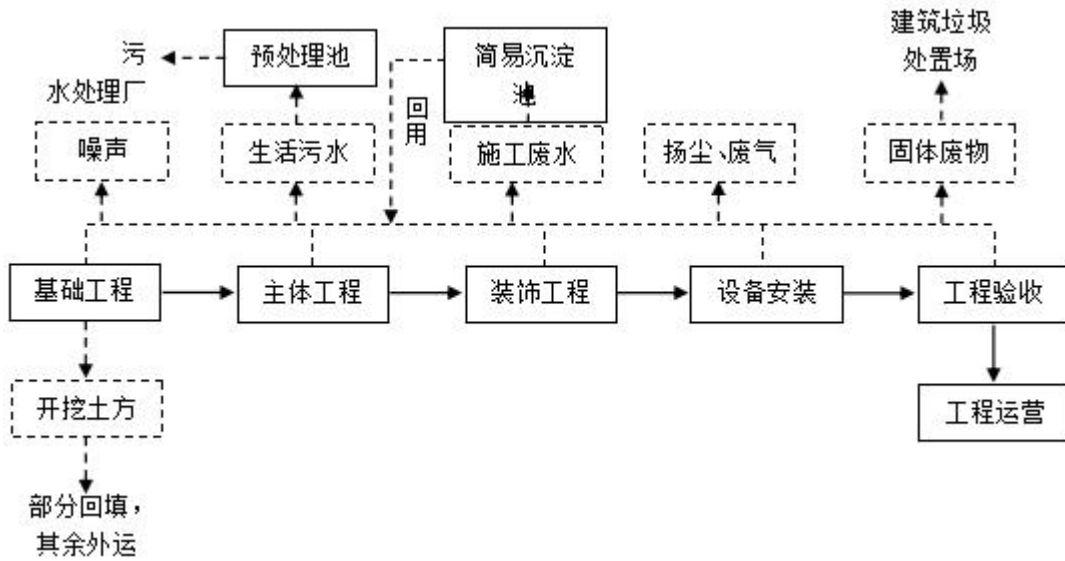 污
水处理厂
预处理池
简易沉淀
池
回
用
建筑垃圾
处置场
噪声
生活污水
施工废水
扬尘、废气
固体废物
基础工程
主体工程
装饰工程
设备安装
工程验收
开挖土方
工程运营
部分回填，
其余外运